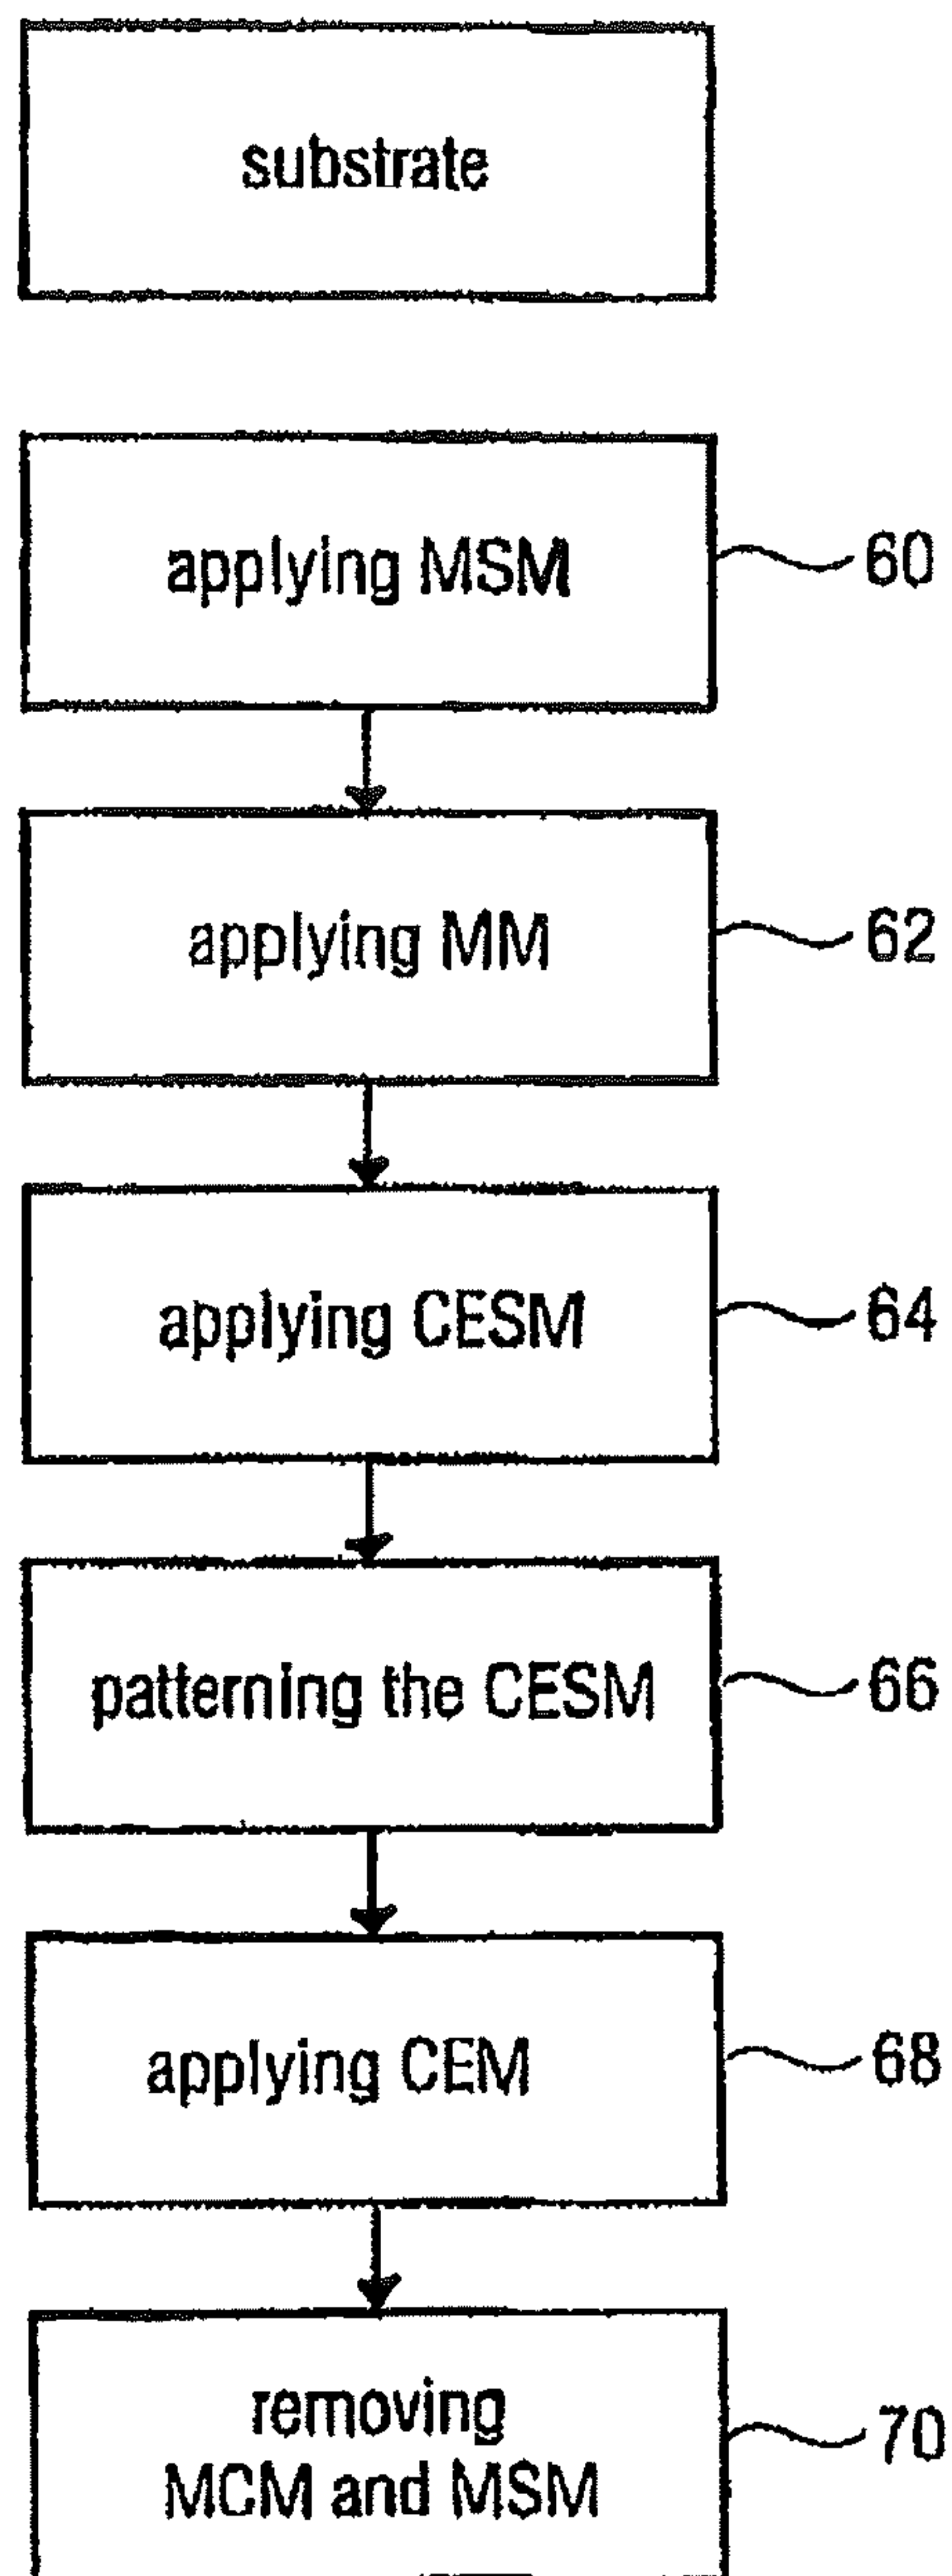 substrate
applying MSM
60
applying MM
62
applying CESM
64
patterning the CESM
66
applying CEM
68
removing
MCM and MSM
70